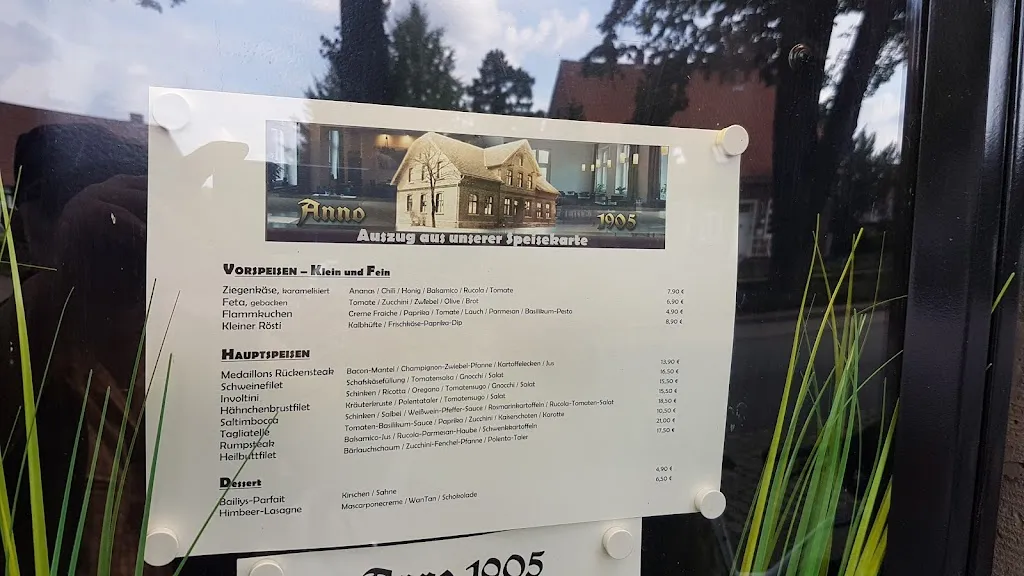 Anno 1905
Auszug aus unserer Speisekarte
Vorspeisen – Klein und Fein
Ziegenkäse, karamelisiert Ananas / Chili / Honig / Balsamico / Rucola / Tomate 7,90 €
Feta, gebacken Tomate / Zucchini / Zwiebel / Olive / Brot 6,90 €
Flammkuchen Creme Fraiche / Paprika / Tomate / Lauch / Parmesan / Basilikum-Pesto 4,90 €
Kleiner Rösti Kalbhüfte / Frischkäse-Paprika-Dip 8,90 €
Hauptspeisen
Medaillons Rückensteak Bacon-Mantel / Champignon-Zwiebel-Pfanne / Kartoffelecken / Jus 13,90 €
Schweinefilet Schafskäsefüllung / Tomatensalsa / Gnocchi / Salat 16,50 €
Involtini Schinken / Ricotta / Oregano / Tomatensugo / Gnocchi / Salat 15,50 €
Hähnchenbrustfilet Kräuterkruste / Polentataler / Tomatensugo / Salat 15,50 €
Saltimbocca Schinken / Salbei / Weißwein-Pfeffer-Sauce / Rosmarinkartoffeln / Rucola-Tomaten-Salat 18,50 €
Tagliatelle Tomaten-Basilikum-Sauce / Paprika / Zucchini / Kaiserschoten / Karotte 10,50 €
Rumpsteak Balsamico-Jus / Rucola-Parmesan-Haube / Schwenkkartoffeln 21,00 €
Heilbuttfilet Bärlauchschaum / Zucchini-Fenchel-Pfanne / Polento-Taler 17,50 €
Dessert
Bailiys-Parfait Kirschen / Sahne 4,90 €
Himbeer-Lasagne Mascarponecreme / WanTan / Schokolade 6,50 €
Anno 1905